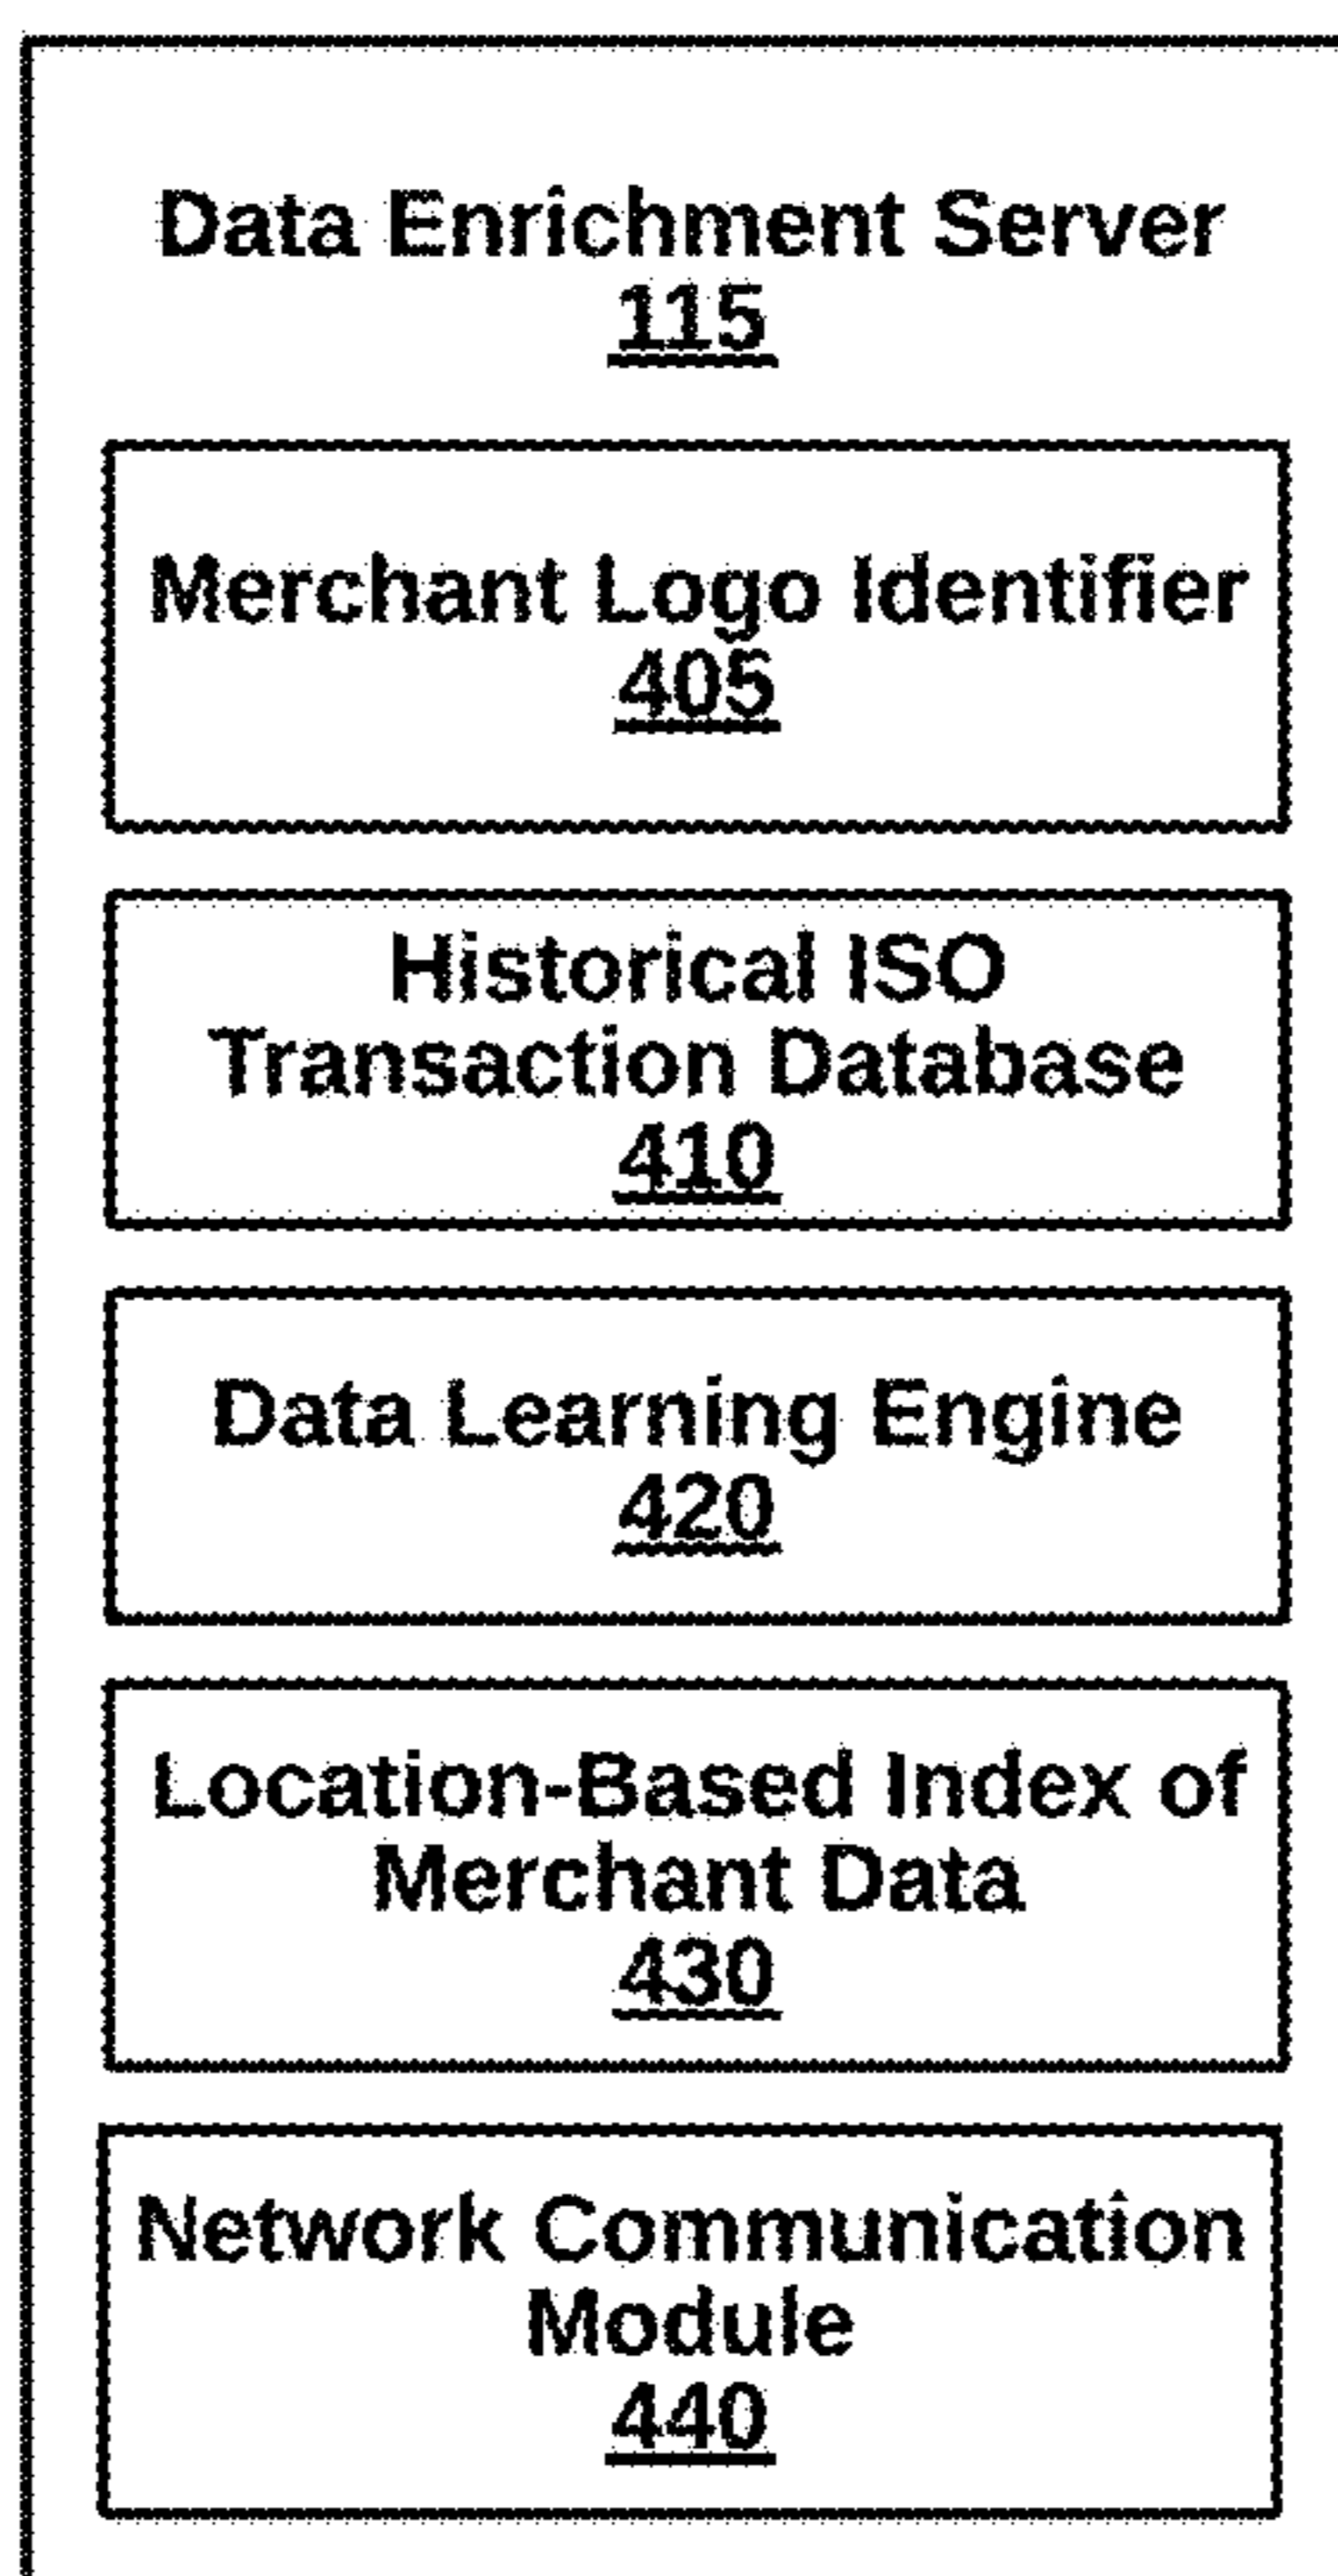 Data Enrichment Server
115
Merchant Logo Identifier
405
Historical ISO
Transaction Database
410
Data Learning Engine
420
Location-Based Index of
Merchant Data
430
Network Communication
Module
440